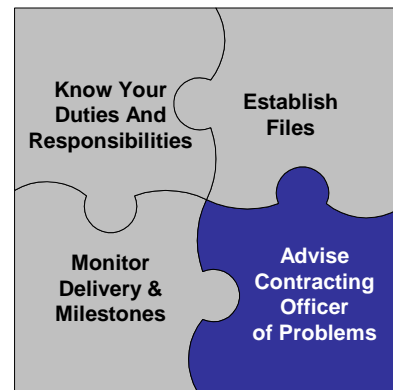 Know Your
Duties And
Responsibilities
Establish
Files
Monitor
Delivery &
Milestones
Advise
Contracting
Officer
of Problems